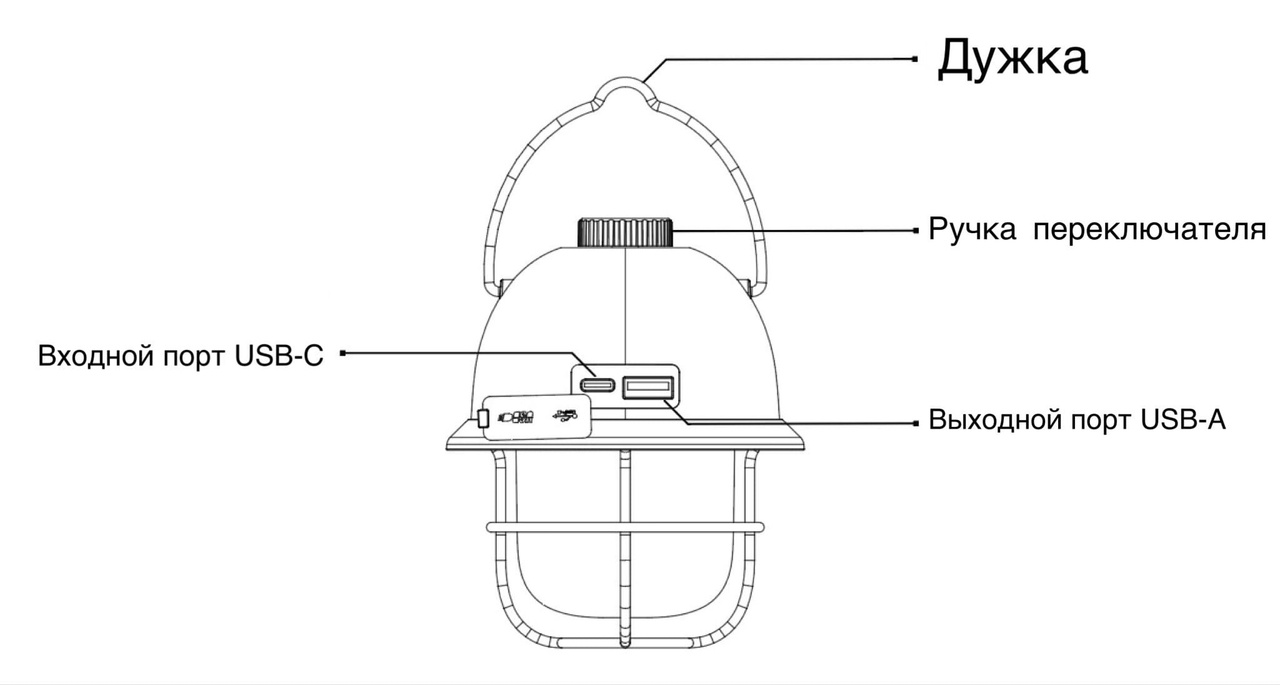 Дужка
Ручка переключателя
Входной порт USB-C
Выходной порт USB-A